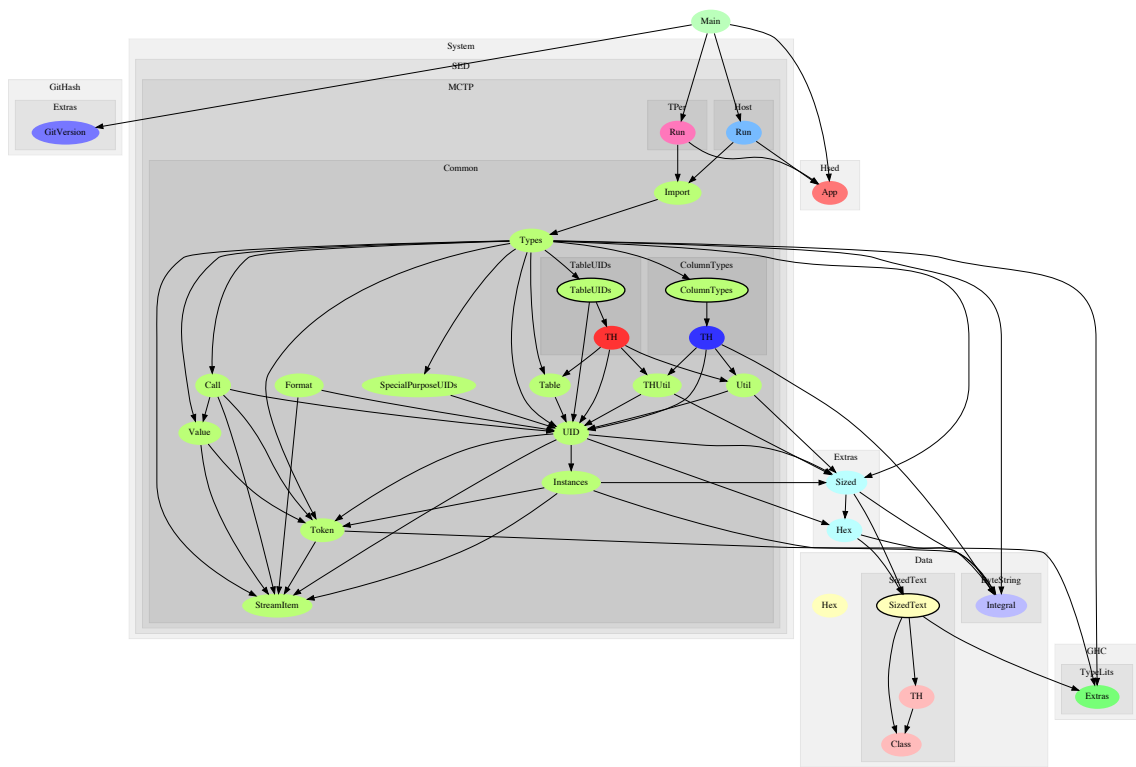 Main
System
SED
GitHash
MCTP
Extras
TPer
Host
GitVersion
Run
Run
Common
Hsed
Import
App
Types
TableUIDs
ColumnTypes
TableUIDs
ColumnTypes
TH
TH
Call
Format
SpecialPurposeUIDs
Table
THUtil
Util
Value
UID
Extras
Instances
Sized
Token
Hex
Data
SizedText
ByteString
Hex
SizedText
Integral
StreamItem
GHC
TypeLits
TH
Extras
Class